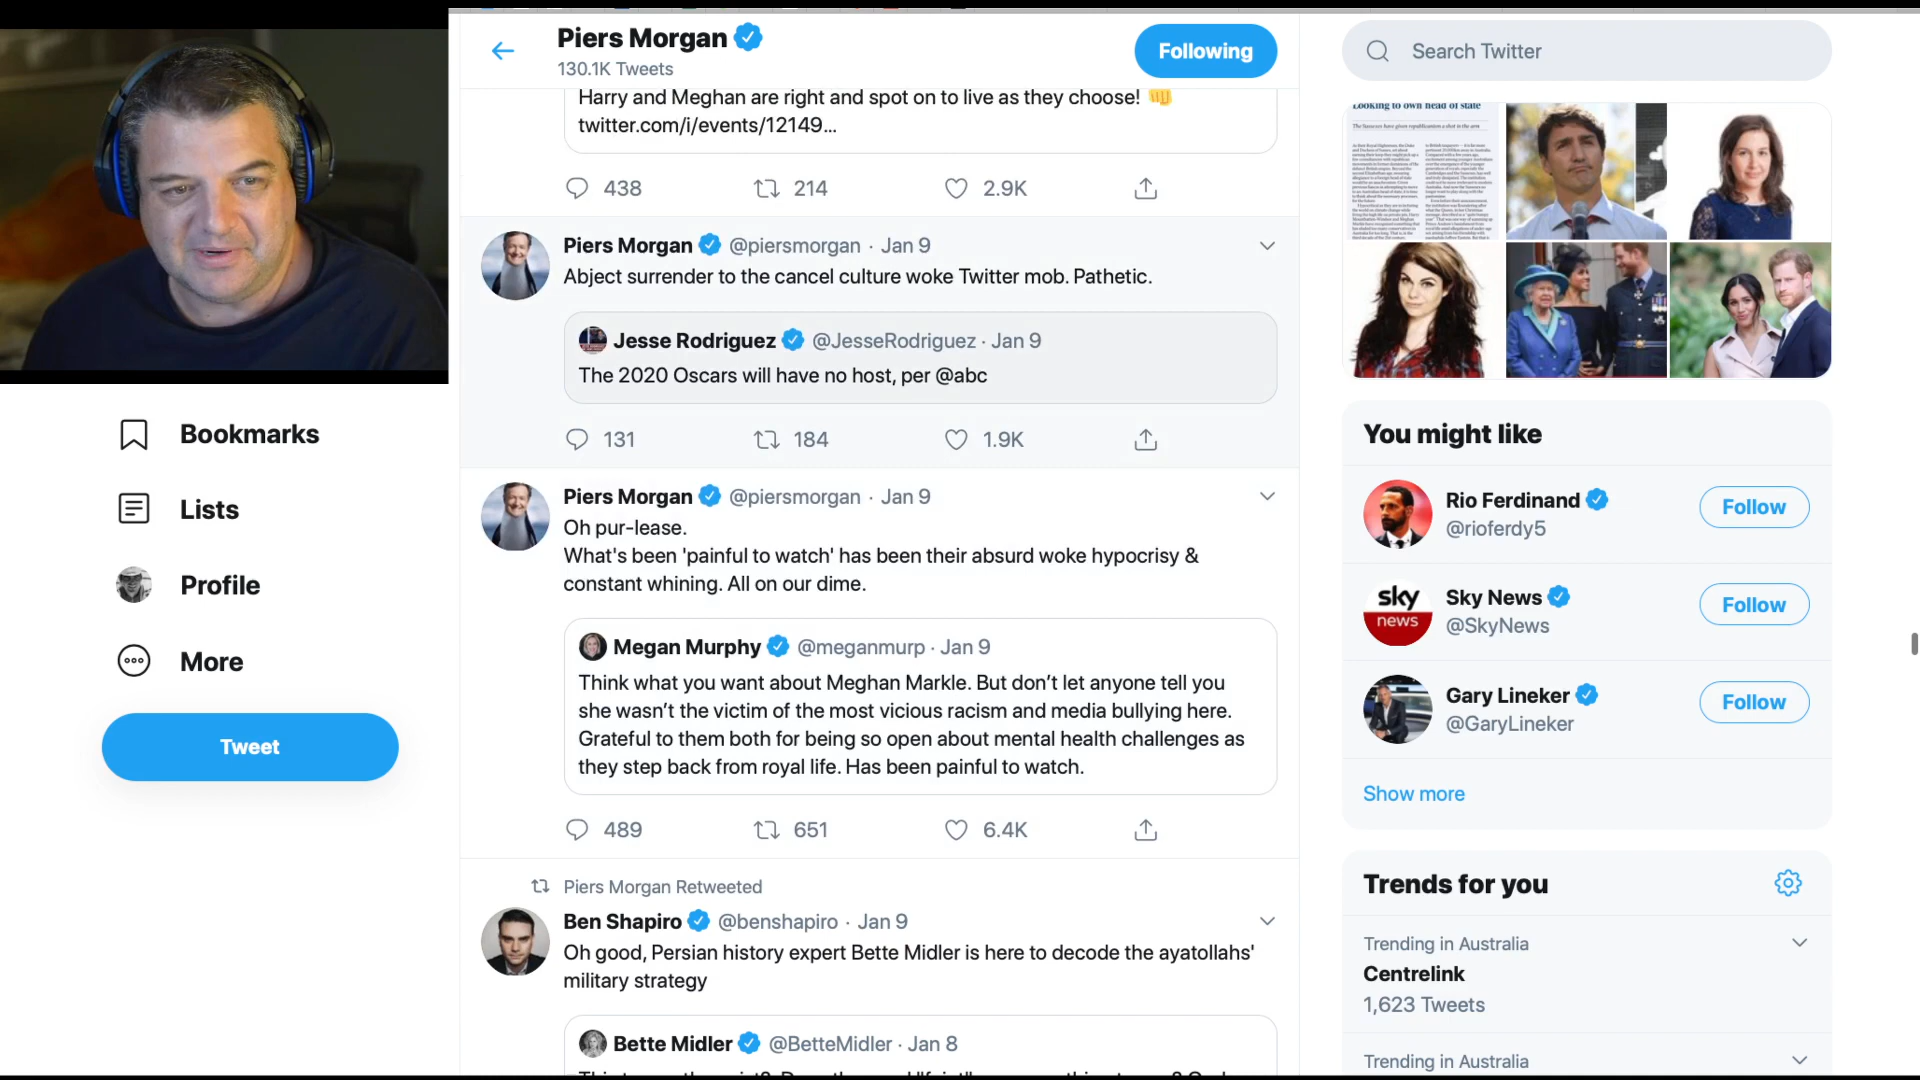 Piers Morgan
130.1K Tweets
Following
Search Twitter
Harry and Meghan are right and spot on to live as they choose! 👊
twitter.com/i/events/12149…
438 214 2.9K
Piers Morgan @piersmorgan · Jan 9
Abject surrender to the cancel culture woke Twitter mob. Pathetic.
Jesse Rodriguez @JesseRodriguez · Jan 9
The 2020 Oscars will have no host, per @abc
131 184 1.9K
Piers Morgan @piersmorgan · Jan 9
Oh pur-lease.
What's been 'painful to watch' has been their absurd woke hypocrisy &
constant whining. All on our dime.
Megan Murphy @meganmurp · Jan 9
Think what you want about Meghan Markle. But don’t let anyone tell you
she wasn’t the victim of the most vicious racism and media bullying here.
Grateful to them both for being so open about mental health challenges as
they step back from royal life. Has been painful to watch.
489 651 6.4K
Piers Morgan Retweeted
Ben Shapiro @benshapiro · Jan 9
Oh good, Persian history expert Bette Midler is here to decode the ayatollahs'
military strategy
Bette Midler @BetteMidler · Jan 8
Bookmarks
Lists
Profile
More
Tweet
Looking to own head of state
You might like
Rio Ferdinand
@rioferdy5
Follow
sky
news
Sky News
@SkyNews
Follow
Gary Lineker
@GaryLineker
Follow
Show more
Trends for you
Trending in Australia
Centrelink
1,623 Tweets
Trending in Australia